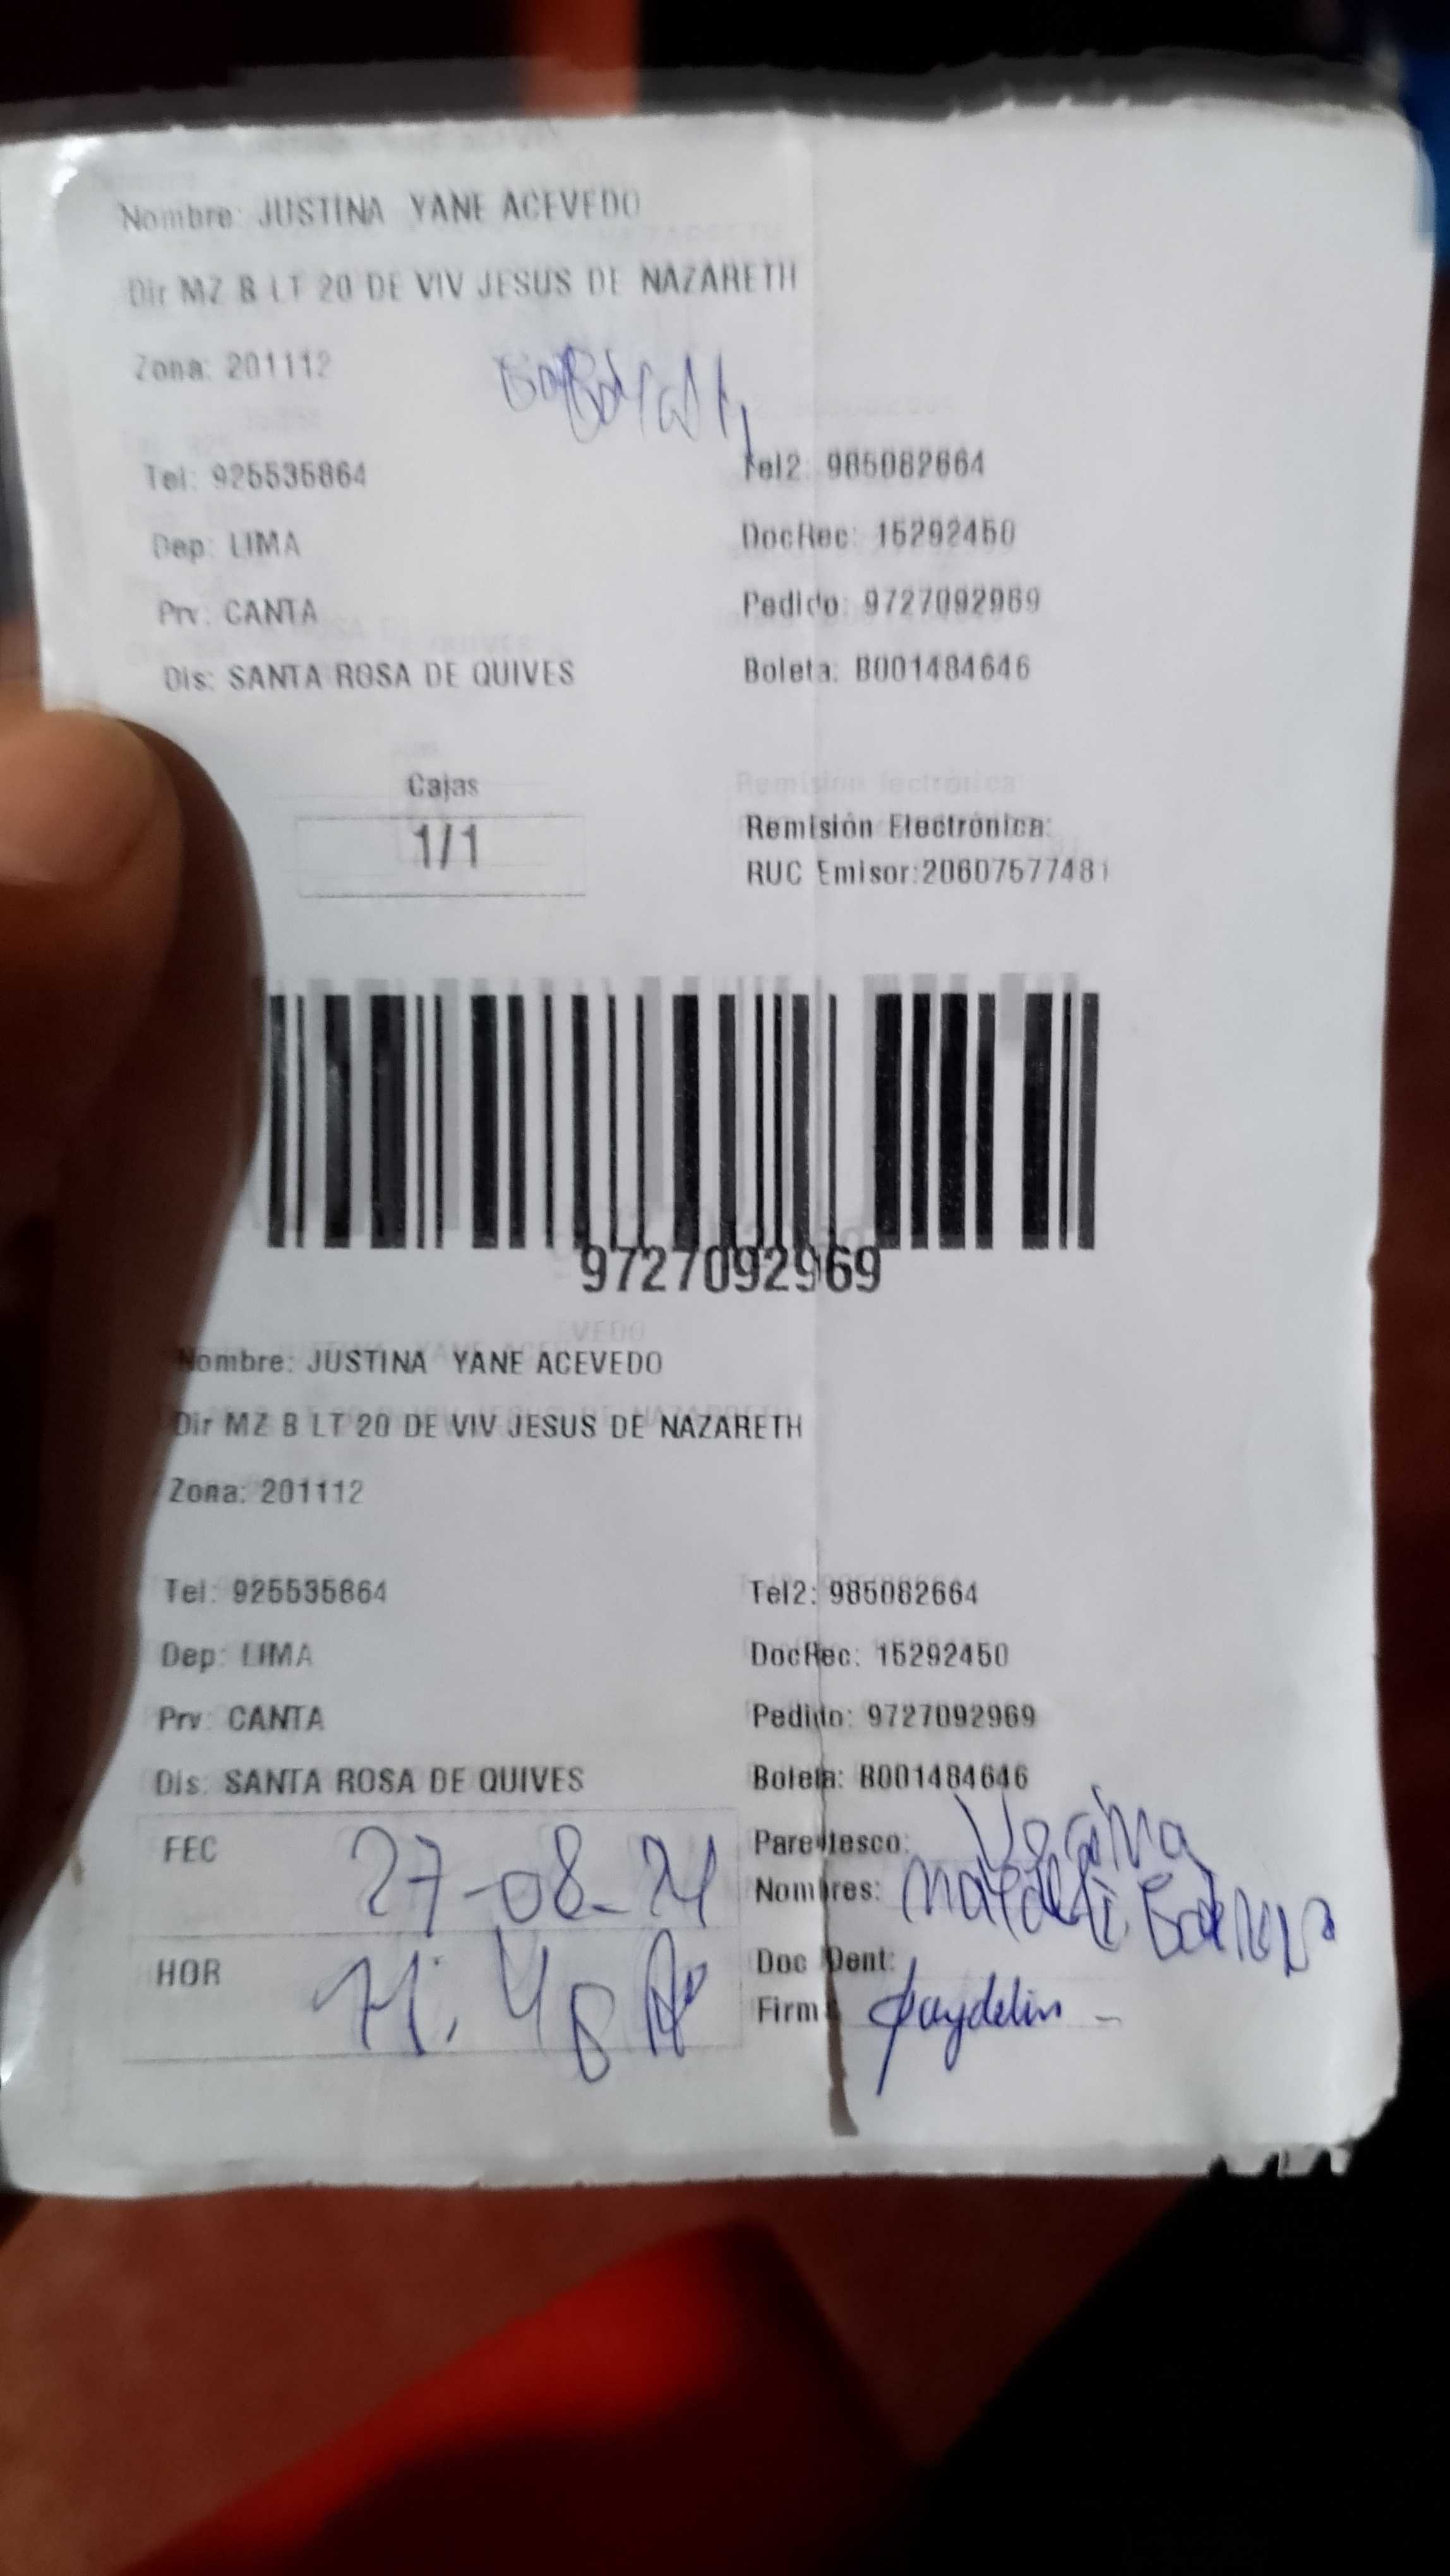 Nombre: JUSTINA YANE ACEVEDO
Dir MZ B LT 20 DE VIV JESUS DE NAZARETH
Zona: 201112
Tel: 925535864 Tel2: 985082664
Dep: LIMA DocRec: 15292450
Prv: CANTA Pedido: 9727092969
Dis: SANTA ROSA DE QUIVES Boleta: B001484646
Cajas
1/1
Remisión Electrónica:
RUC Emisor:20607577481
9727092969
Nombre: JUSTINA YANE ACEVEDO
Dir MZ B LT 20 DE VIV JESUS DE NAZARETH
Zona: 201112
Tel: 925535864 Tel2: 985082664
Dep: LIMA DocRec: 15292450
Prv: CANTA Pedido: 9727092969
Dis: SANTA ROSA DE QUIVES Boleta: B001484646
FEC 27-08-24 Parentesco: Vecina
Nombres:
HOR Doc Dent:
Firma